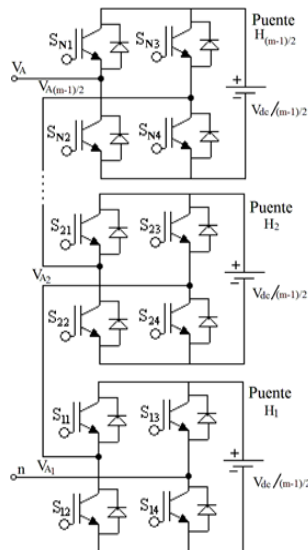 Puente
H(m-1)/2
SN1
SN3
VA
VA(m-1)/2
SN2
SN4
+
−
Vdc/(m-1)/2
Puente
H2
S21
S23
VA2
S22
S24
+
−
Vdc/(m-1)/2
Puente
H1
S11
S13
VA1
n
S12
S14
+
−
Vdc/(m-1)/2